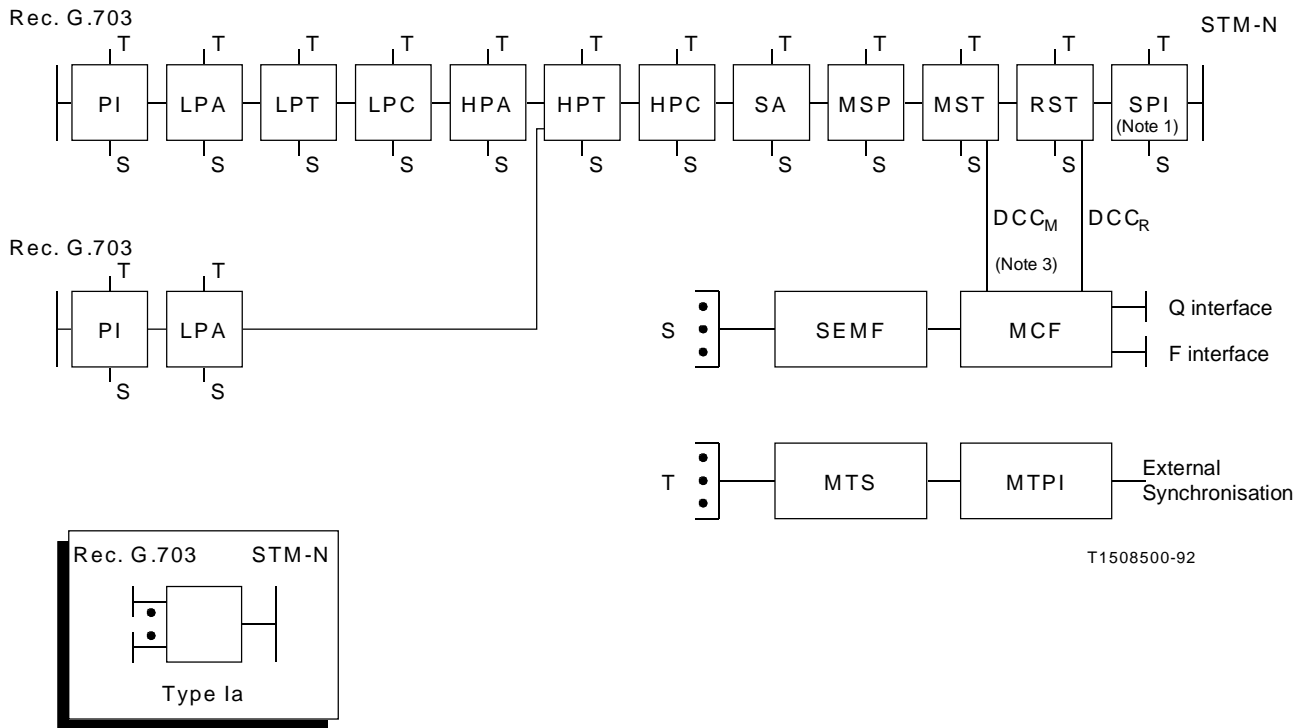 Rec. G.703
STM-N
T T T T T T T T T T T T
PI LPA LPT LPC HPA HPT HPC SA MSP MST RST SPI
(Note 1)
S S S S S S S S S S S S
DCCM DCCR
(Note 3)
Rec. G.703
T T
PI LPA
S S
S SEMF MCF
Q interface
F interface
T MTS MTPI
External
Synchronisation
T1508500-92
Rec. G.703 STM-N
Type Ia